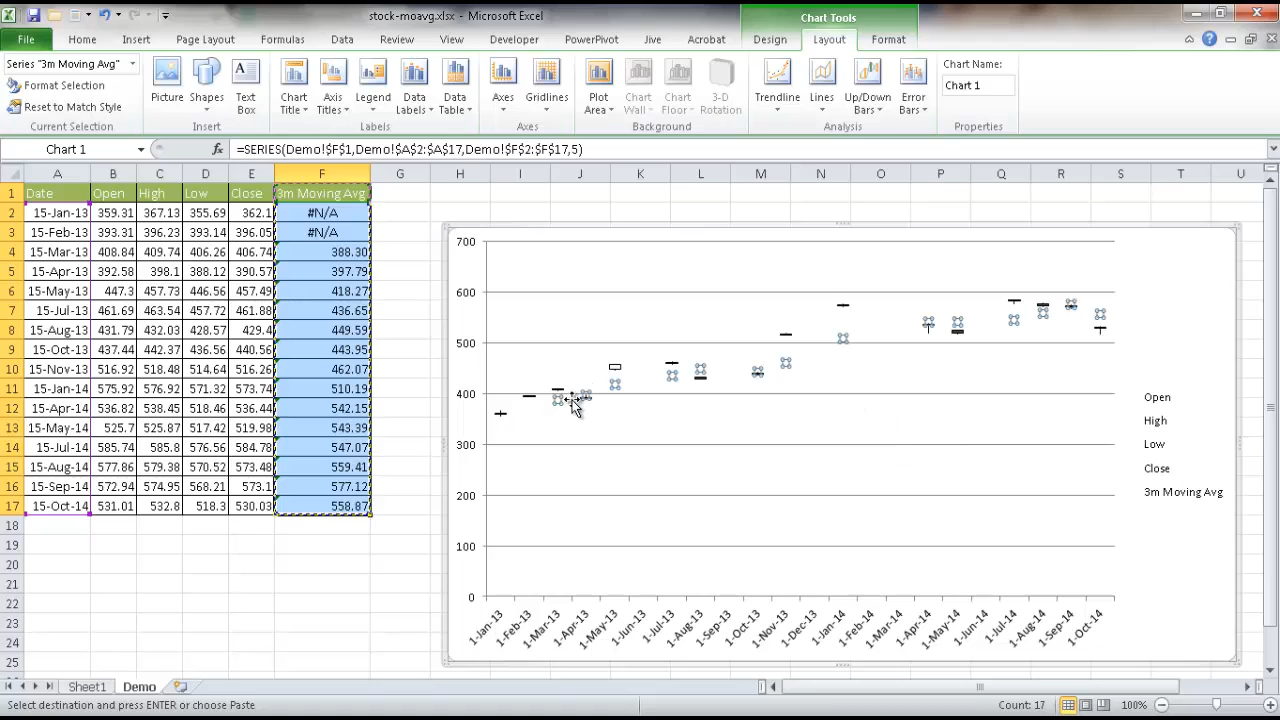 stock-moavg.xlsx - Microsoft Excel
Chart Tools
File Home Insert Page Layout Formulas Data Review View Developer PowerPivot Jive Acrobat Design Layout Format
Series "3m Moving Avg"
Format Selection
Reset to Match Style
Current Selection
Picture Shapes Text Box
Insert
Chart Title Axis Titles Legend Data Labels Data Table
Labels
Axes Gridlines
Axes
Plot Area Chart Wall Chart Floor 3-D Rotation
Background
Trendline Lines Up/Down Bars Error Bars
Analysis
Chart Name:
Chart 1
Properties
Chart 1 fx =SERIES(Demo!$F$1,Demo!$A$2:$A$17,Demo!$F$2:$F$17,5)
A B C D E F G H I J K L M N O P Q R S T U
1 Date Open High Low Close 3m Moving Avg
2 15-Jan-13 359.31 367.13 355.69 362.1 #N/A
3 15-Feb-13 393.31 396.23 393.14 396.05 #N/A
4 15-Mar-13 408.84 409.74 406.26 406.74 388.30
5 15-Apr-13 392.58 398.1 388.12 390.57 397.79
6 15-May-13 447.3 457.73 446.56 457.49 418.27
7 15-Jul-13 461.69 463.54 457.72 461.88 436.65
8 15-Aug-13 431.79 432.03 428.57 429.4 449.59
9 15-Oct-13 437.44 442.37 436.56 440.56 443.95
10 15-Nov-13 516.92 518.48 514.64 516.26 462.07
11 15-Jan-14 575.92 576.92 571.32 573.74 510.19
12 15-Apr-14 536.82 538.45 518.46 536.44 542.15
13 15-May-14 525.7 525.87 517.42 519.98 543.39
14 15-Jul-14 585.74 585.8 576.56 584.78 547.07
15 15-Aug-14 577.86 579.38 570.52 573.48 559.41
16 15-Sep-14 572.94 574.95 568.21 573.1 577.12
17 15-Oct-14 531.01 532.8 518.3 530.03 558.87
18
19
20
21
22
23
24
25
700
600
500
400
300
200
100
0
1-Jan-13 1-Feb-13 1-Mar-13 1-Apr-13 1-May-13 1-Jun-13 1-Jul-13 1-Aug-13 1-Sep-13 1-Oct-13 1-Nov-13 1-Dec-13 1-Jan-14 1-Feb-14 1-Mar-14 1-Apr-14 1-May-14 1-Jun-14 1-Jul-14 1-Aug-14 1-Sep-14 1-Oct-14
Open
High
Low
Close
3m Moving Avg
Sheet1 Demo
Select destination and press ENTER or choose Paste
Count: 17
100%